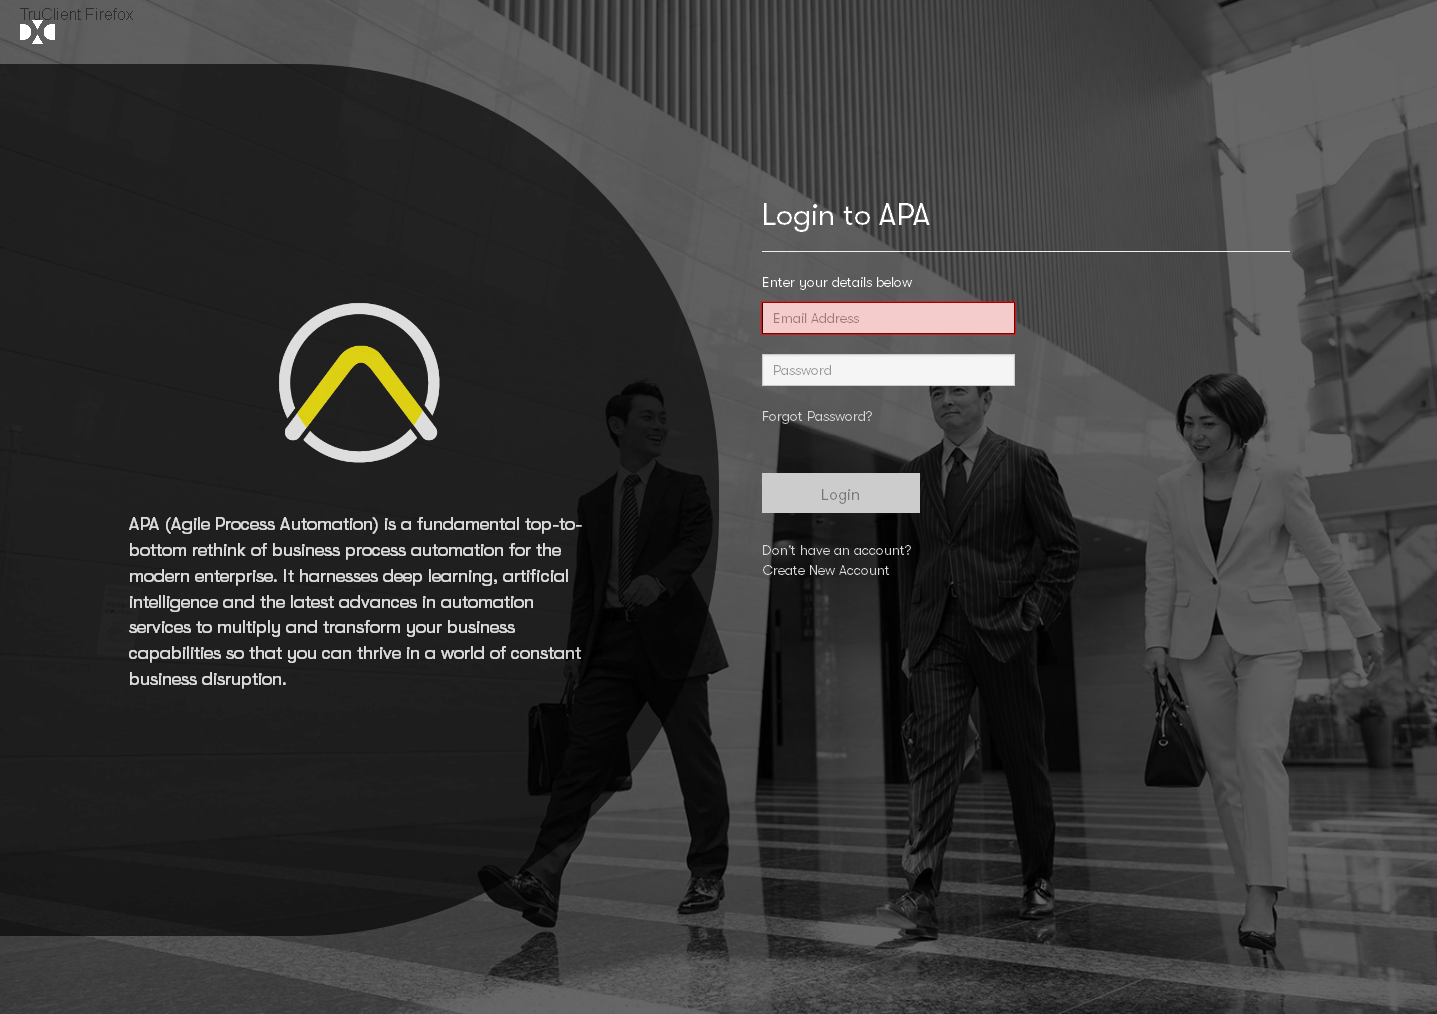 TruClient Firefox
Login to APA
Enter your details below
Email Address
Password
Forgot Password?
Login
Don't have an account?
Create New Account
APA (Agile Process Automation) is a fundamental top-to-
bottom rethink of business process automation for the
modern enterprise. It harnesses deep learning, artificial
intelligence and the latest advances in automation
services to multiply and transform your business
capabilities so that you can thrive in a world of constant
business disruption.